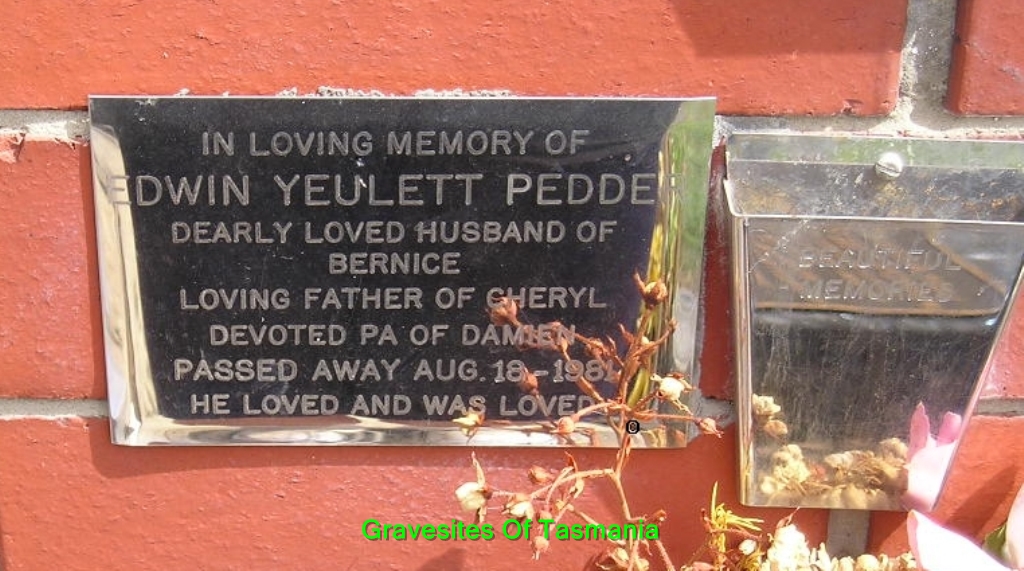 IN LOVING MEMORY OF
EDWIN YEULETT PEDDER
DEARLY LOVED HUSBAND OF
BERNICE
LOVING FATHER OF CHERYL
DEVOTED PA OF DAMIEN
PASSED AWAY AUG. 18 - 1981
HE LOVED AND WAS LOVED
BEAUTIFUL
MEMORIES
©
Gravesites Of Tasmania